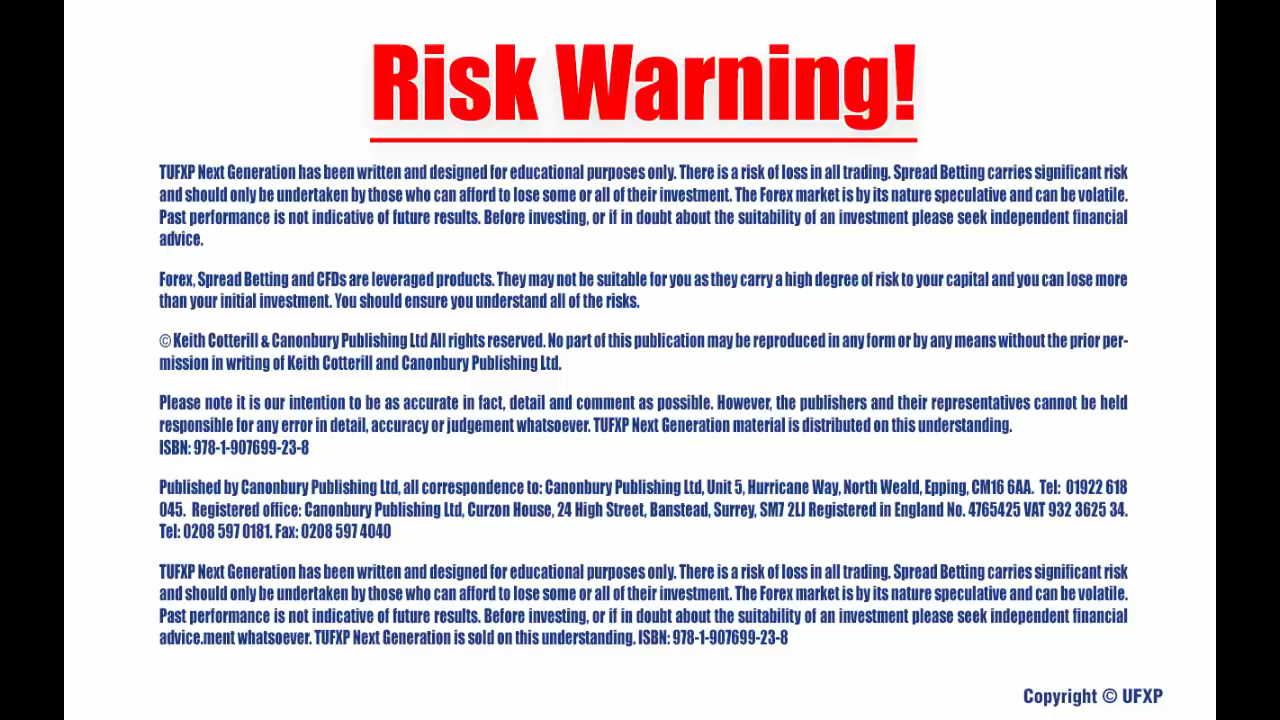 Risk Warning!
TUFXP Next Generation has been written and designed for educational purposes only. There is a risk of loss in all trading. Spread Betting carries significant risk
and should only be undertaken by those who can afford to lose some or all of their investment. The Forex market is by its nature speculative and can be volatile.
Past performance is not indicative of future results. Before investing, or if in doubt about the suitability of an investment please seek independent financial
advice.
Forex, Spread Betting and CFDs are leveraged products. They may not be suitable for you as they carry a high degree of risk to your capital and you can lose more
than your initial investment. You should ensure you understand all of the risks.
© Keith Cotterill & Canonbury Publishing Ltd All rights reserved. No part of this publication may be reproduced in any form or by any means without the prior per-
mission in writing of Keith Cotterill and Canonbury Publishing Ltd.
Please note it is our intention to be as accurate in fact, detail and comment as possible. However, the publishers and their representatives cannot be held
responsible for any error in detail, accuracy or judgement whatsoever. TUFXP Next Generation material is distributed on this understanding.
ISBN: 978-1-907699-23-8
Published by Canonbury Publishing Ltd, all correspondence to: Canonbury Publishing Ltd, Unit 5, Hurricane Way, North Weald, Epping, CM16 6AA. Tel: 01922 618
045. Registered office: Canonbury Publishing Ltd, Curzon House, 24 High Street, Banstead, Surrey, SM7 2LJ Registered in England No. 4765425 VAT 932 3625 34.
Tel: 0208 597 0181. Fax: 0208 597 4040
TUFXP Next Generation has been written and designed for educational purposes only. There is a risk of loss in all trading. Spread Betting carries significant risk
and should only be undertaken by those who can afford to lose some or all of their investment. The Forex market is by its nature speculative and can be volatile.
Past performance is not indicative of future results. Before investing, or if in doubt about the suitability of an investment please seek independent financial
advice.ment whatsoever. TUFXP Next Generation is sold on this understanding. ISBN: 978-1-907699-23-8
Copyright © UFXP